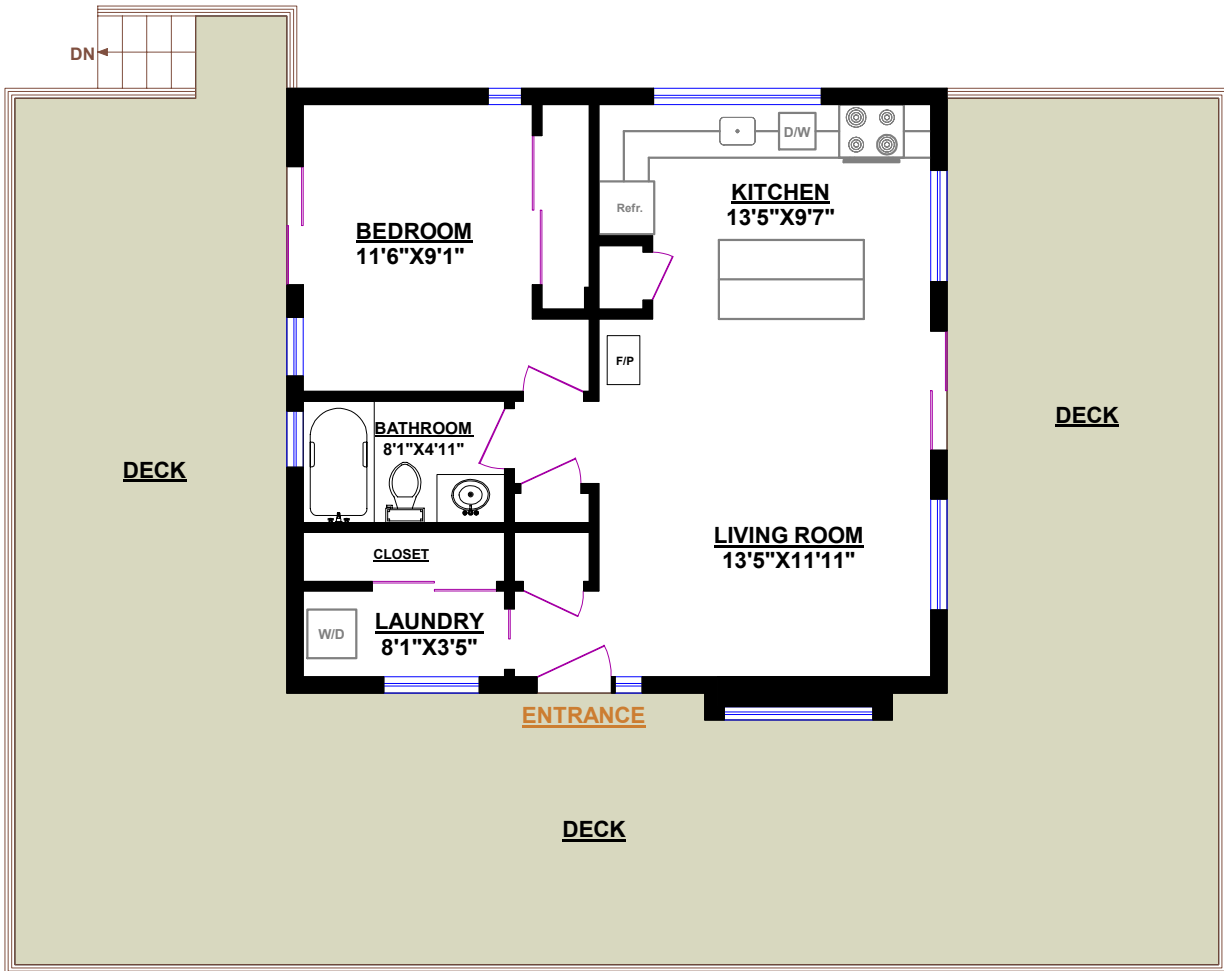 DN
D/W
Refr.
KITCHEN
13'5"X9'7"
BEDROOM
11'6"X9'1"
F/P
DECK
BATHROOM
8'1"X4'11"
DECK
LIVING ROOM
13'5"X11'11"
CLOSET
LAUNDRY
8'1"X3'5"
W/D
ENTRANCE
DECK